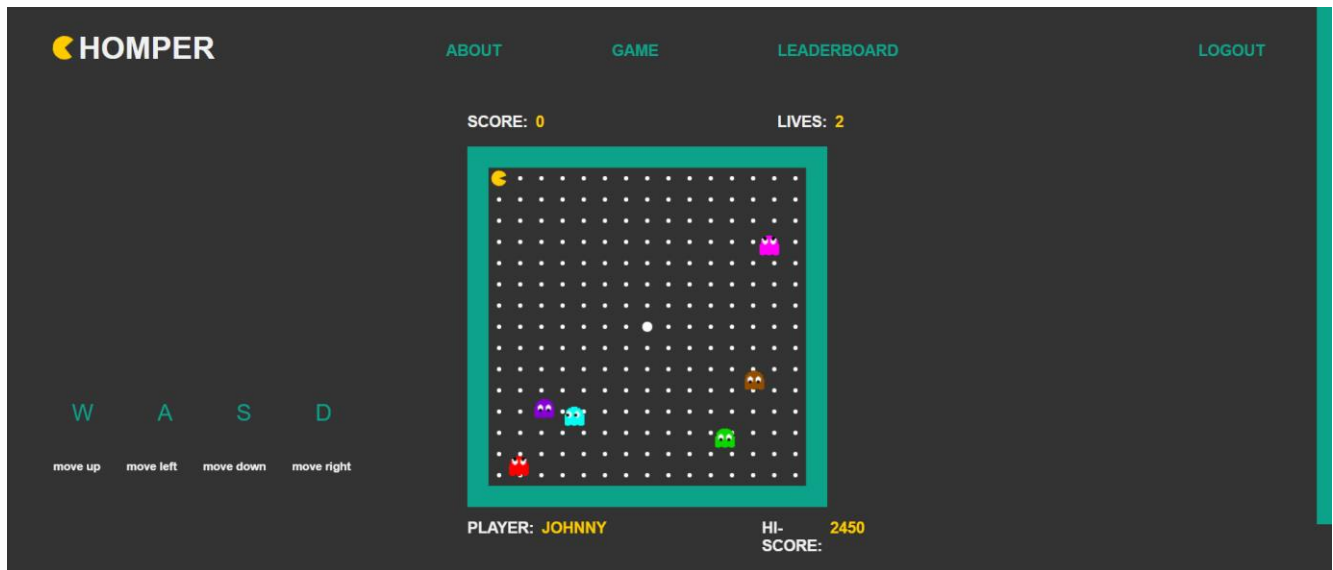 HOMPER
ABOUT GAME LEADERBOARD LOGOUT
SCORE: 0 LIVES: 2
W A S D
move up move left move down move right
PLAYER: JOHNNY HI- 2450
SCORE: